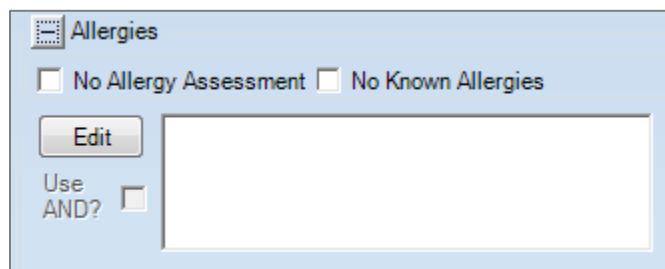 Allergies
No Allergy Assessment No Known Allergies
Edit
Use
AND?